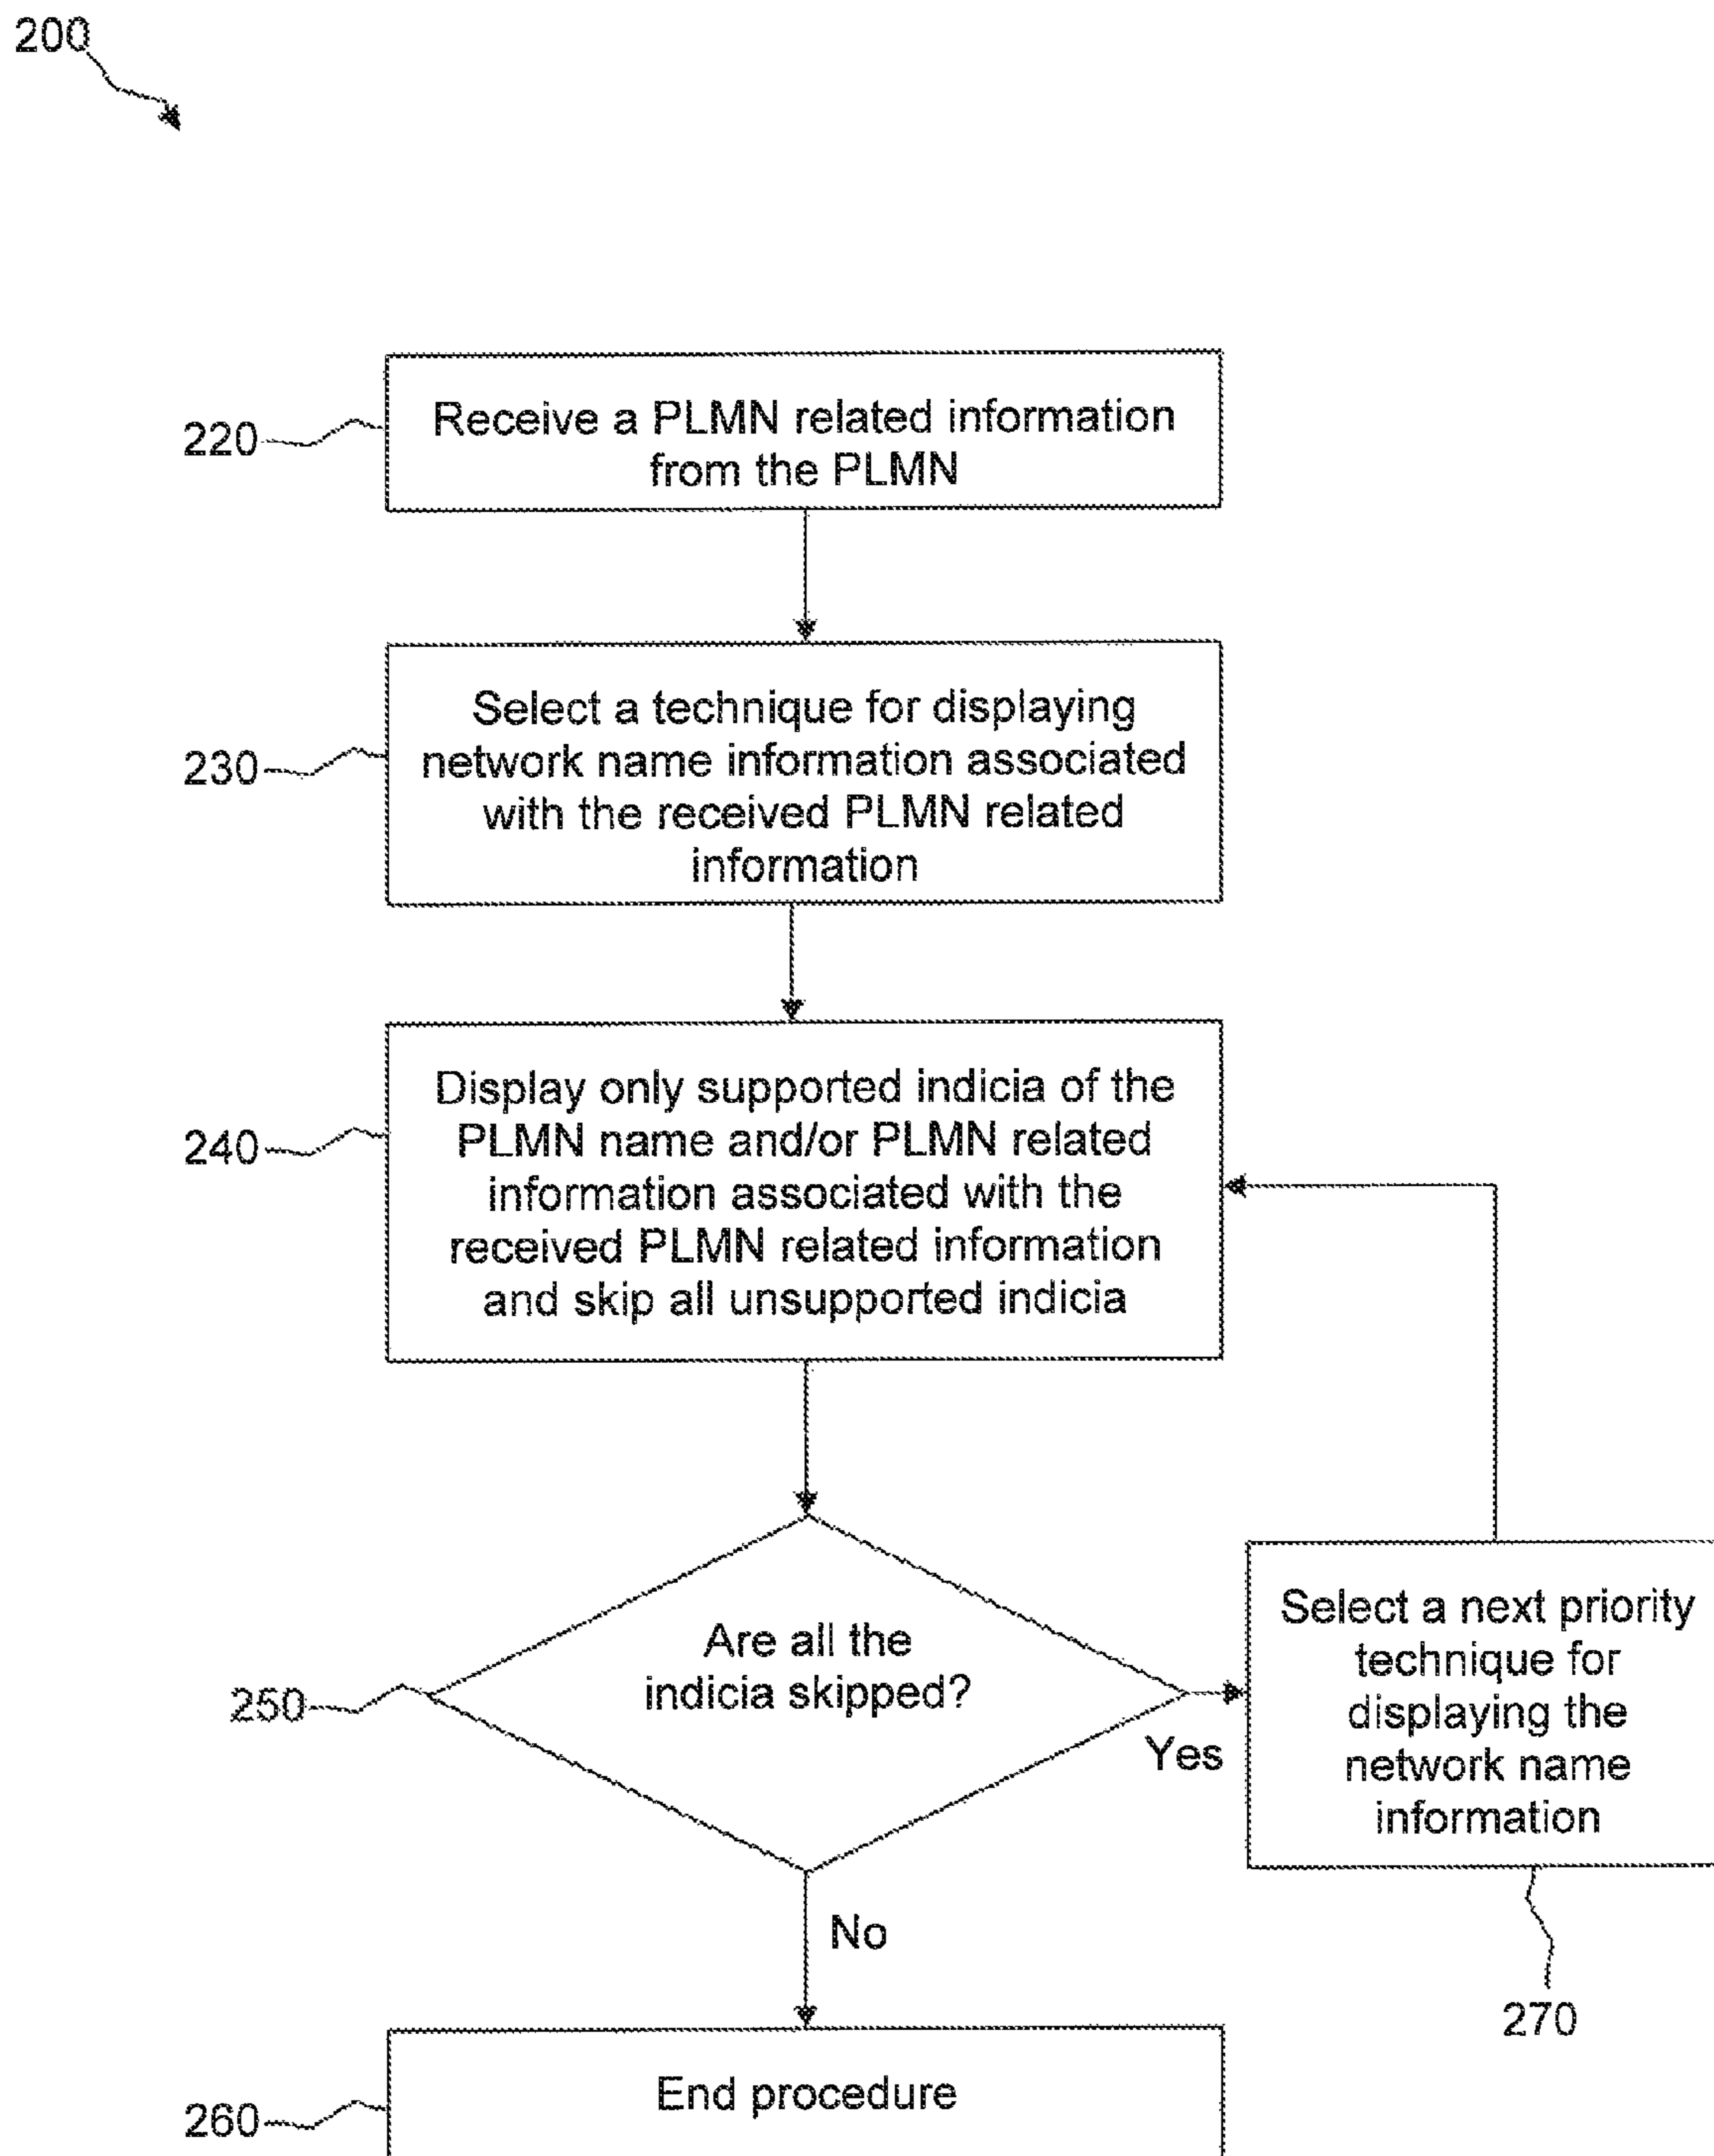 200
220
Receive a PLMN related information
from the PLMN
230
Select a technique for displaying
network name information associated
with the received PLMN related
information
240
Display only supported indicia of the
PLMN name and/or PLMN related
information associated with the
received PLMN related information
and skip all unsupported indicia
250
Are all the
indicia skipped?
Yes
Select a next priority
technique for
displaying the
network name
information
270
No
260
End procedure